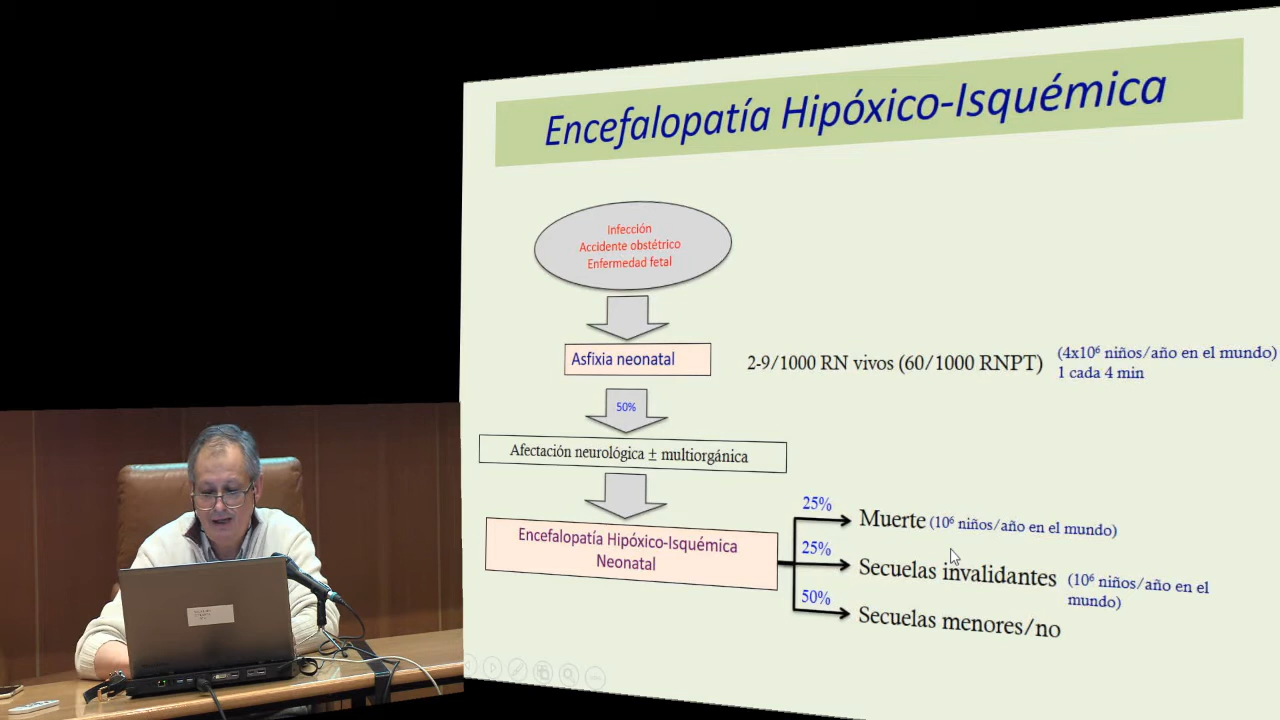 Encefalopatía Hipóxico-Isquémica
Infección
Accidente obstétrico
Enfermedad fetal
Asfixia neonatal
2-9/1000 RN vivos (60/1000 RNPT)
(4x10⁶ niños/año en el mundo)
1 cada 4 min
50%
Afectación neurológica ± multiorgánica
Encefalopatía Hipóxico-Isquémica
Neonatal
25%
Muerte (10⁶ niños/año en el mundo)
25%
Secuelas invalidantes
(10⁶ niños/año en el
mundo)
50%
Secuelas menores/no